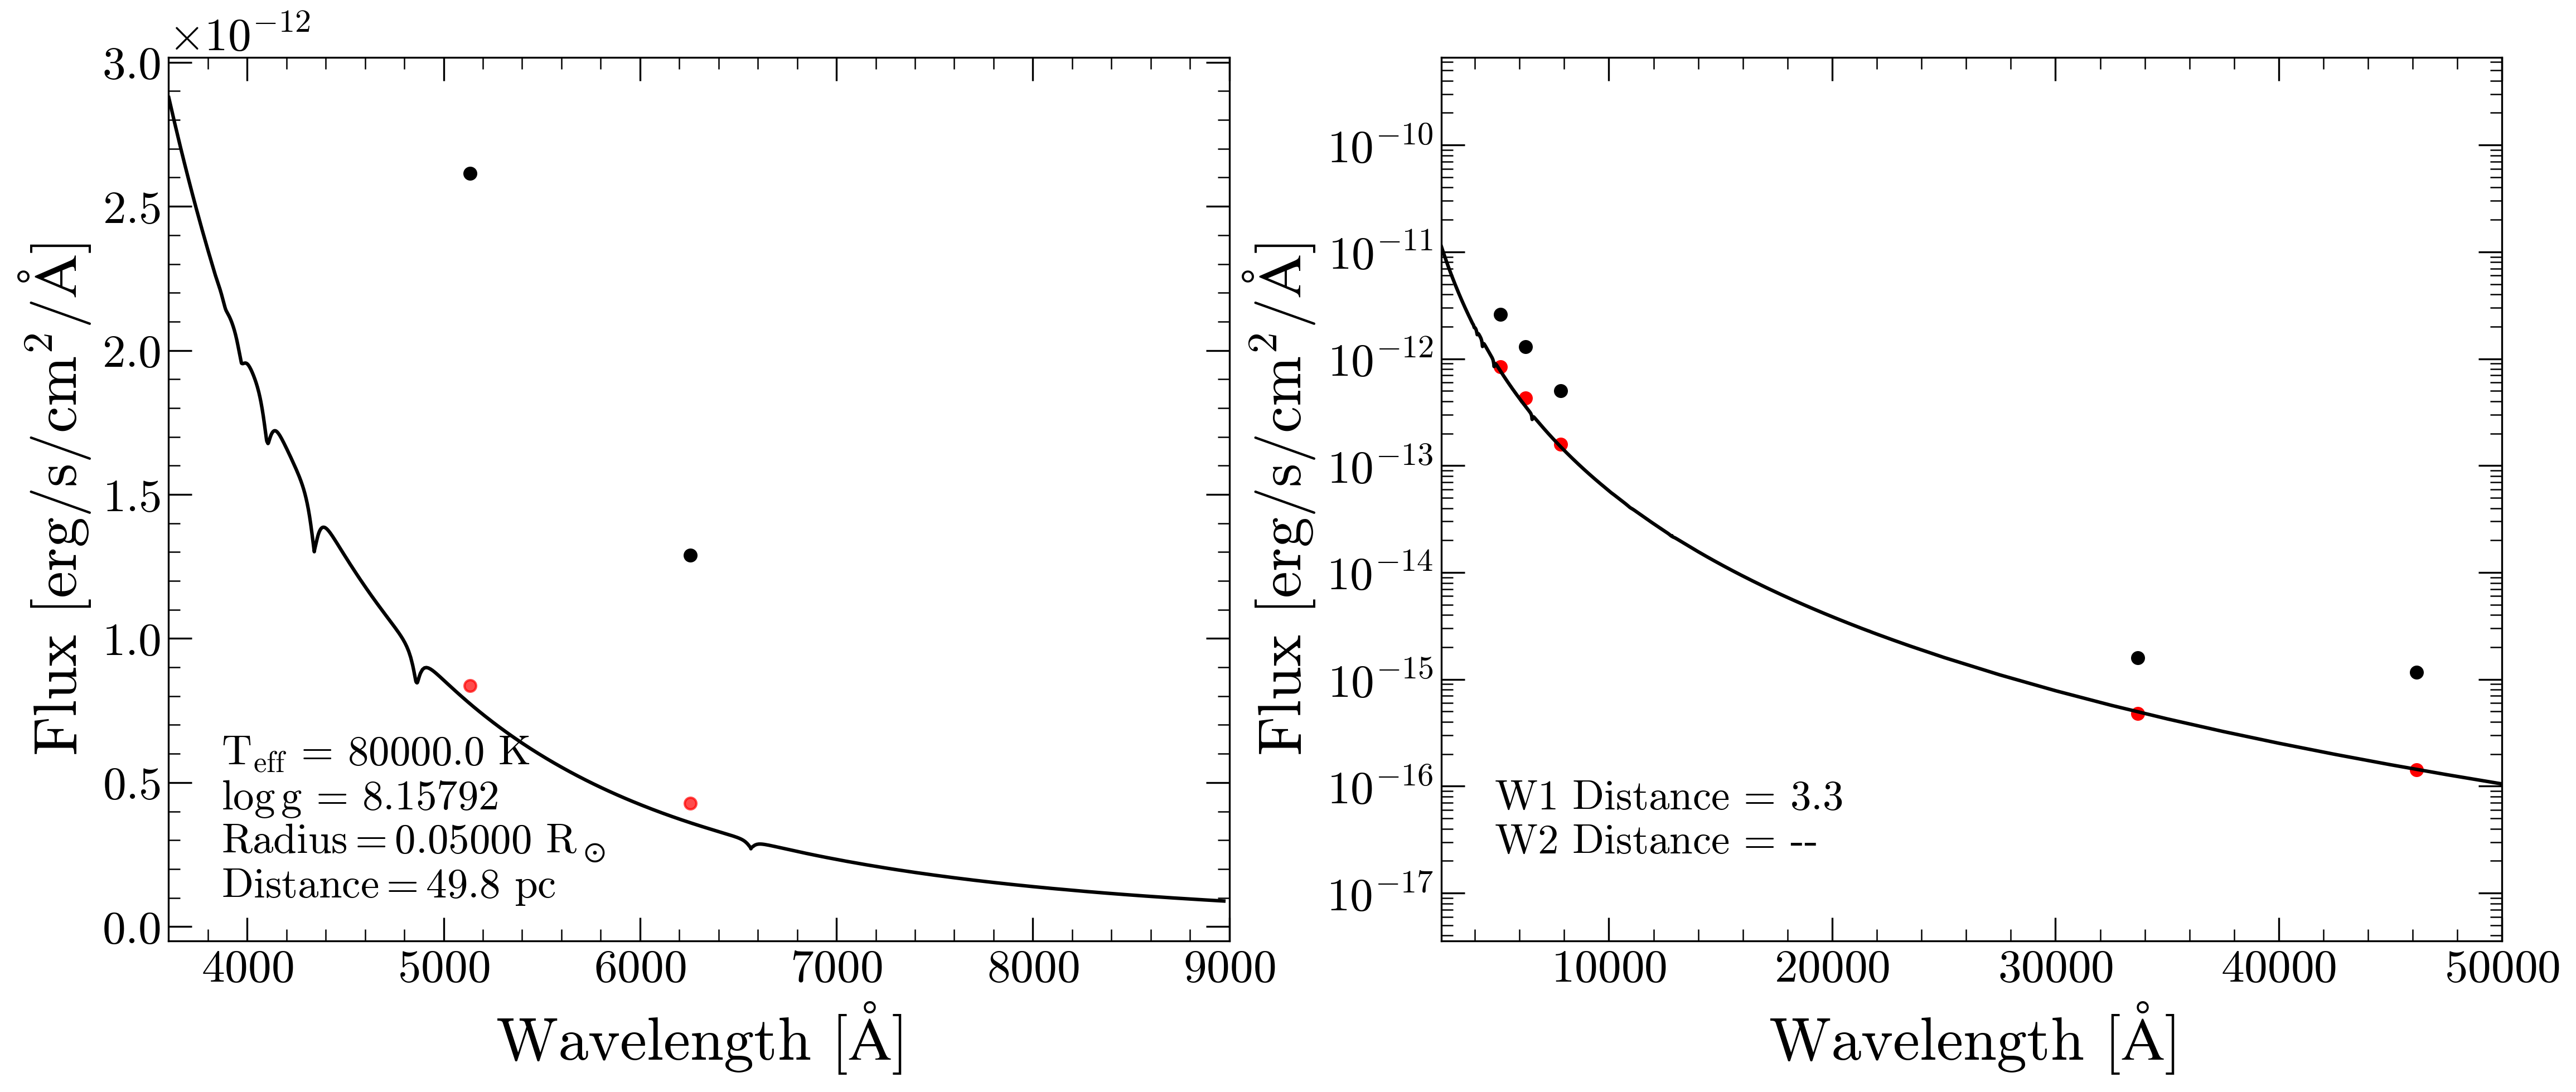 ×10⁻¹²
3.0
2.5
2.0
1.5
1.0
0.5
0.0
Flux [erg/s/cm²/Å]
T_eff = 80000.0 K
log g = 8.15792
Radius = 0.05000 R_⊙
Distance = 49.8 pc
4000 5000 6000 7000 8000 9000
Wavelength [Å]
10⁻¹⁰
10⁻¹¹
10⁻¹²
10⁻¹³
10⁻¹⁴
10⁻¹⁵
10⁻¹⁶
10⁻¹⁷
Flux [erg/s/cm²/Å]
W1 Distance = 3.3
W2 Distance = --
10000 20000 30000 40000 50000
Wavelength [Å]